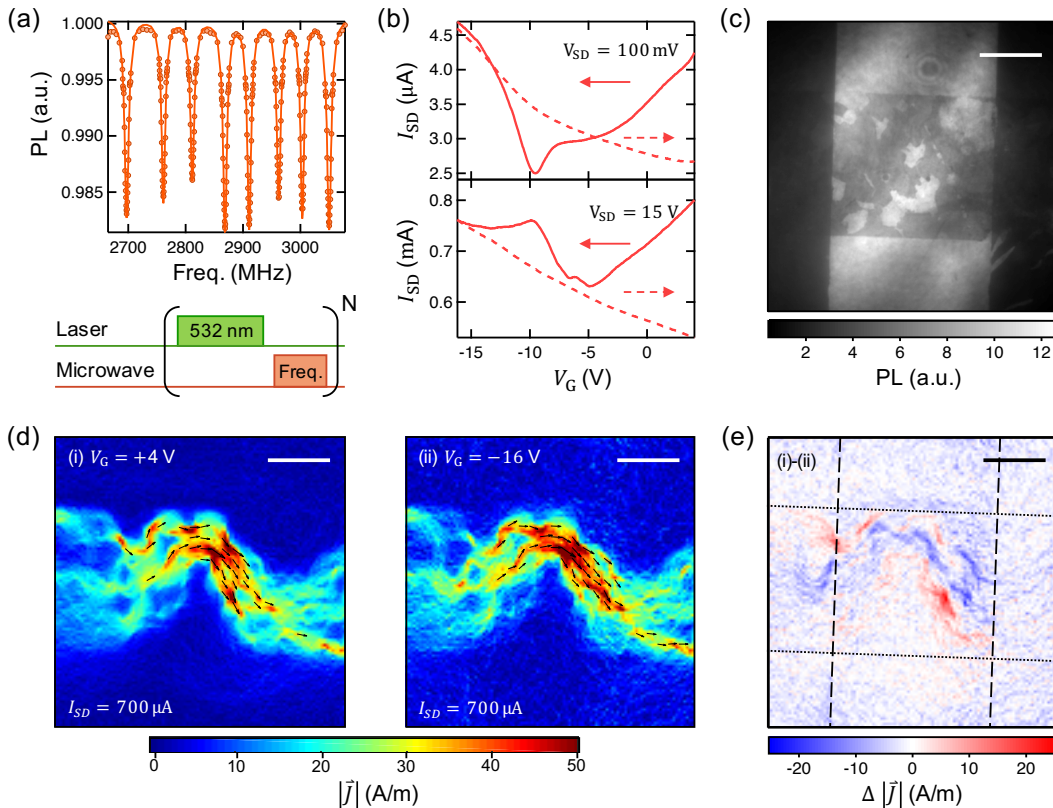 (a)
1.000
0.995
0.990
0.985
PL (a.u.)
2700 2800 2900 3000
Freq. (MHz)
Laser
532 nm
Microwave
Freq.
N
(b)
4.5
4.0
3.5
3.0
2.5
I_SD (µA)
V_SD = 100 mV
0.8
0.7
0.6
I_SD (mA)
V_SD = 15 V
-15 -10 -5 0
V_G (V)
(c)
2 4 6 8 10 12
PL (a.u.)
(d)
(i) V_G = +4 V
I_SD = 700 µA
(ii) V_G = −16 V
I_SD = 700 µA
0 10 20 30 40 50
|J⃗| (A/m)
(e)
(i)-(ii)
-20 -10 0 10 20
Δ |J⃗| (A/m)